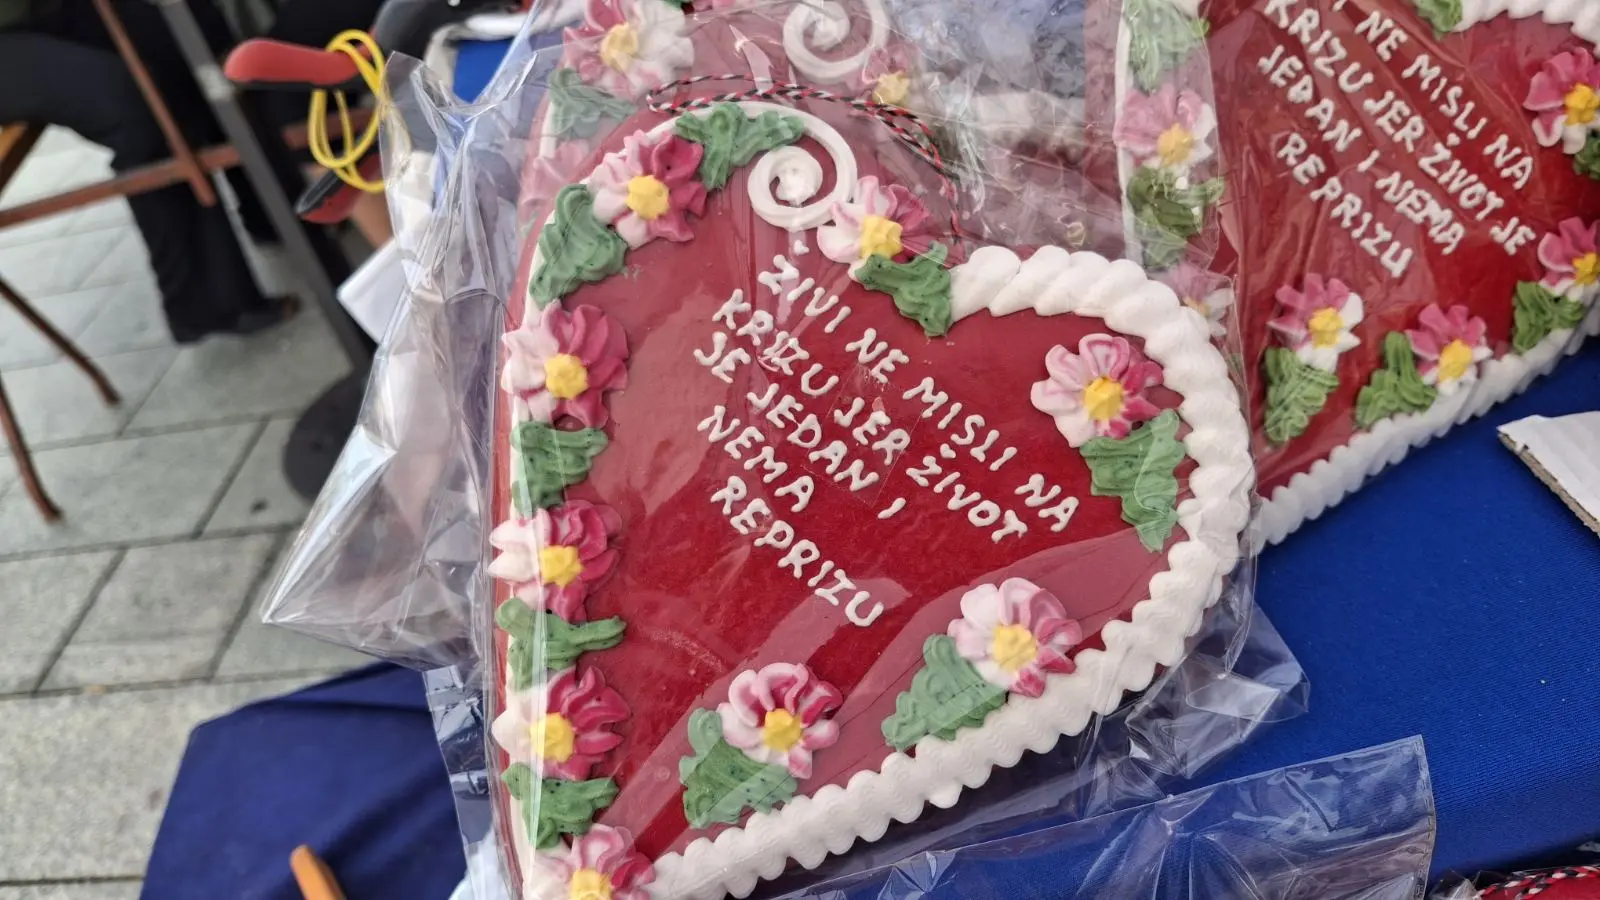 ŽIVI NE MISLI NA
KRIZU JER ŽIVOT
JE JEDAN I
NEMA
REPRIZU
I NE MISLI NA
KRIZU JER ŽIVOT JE
JEDAN I NEMA
REPRIZU